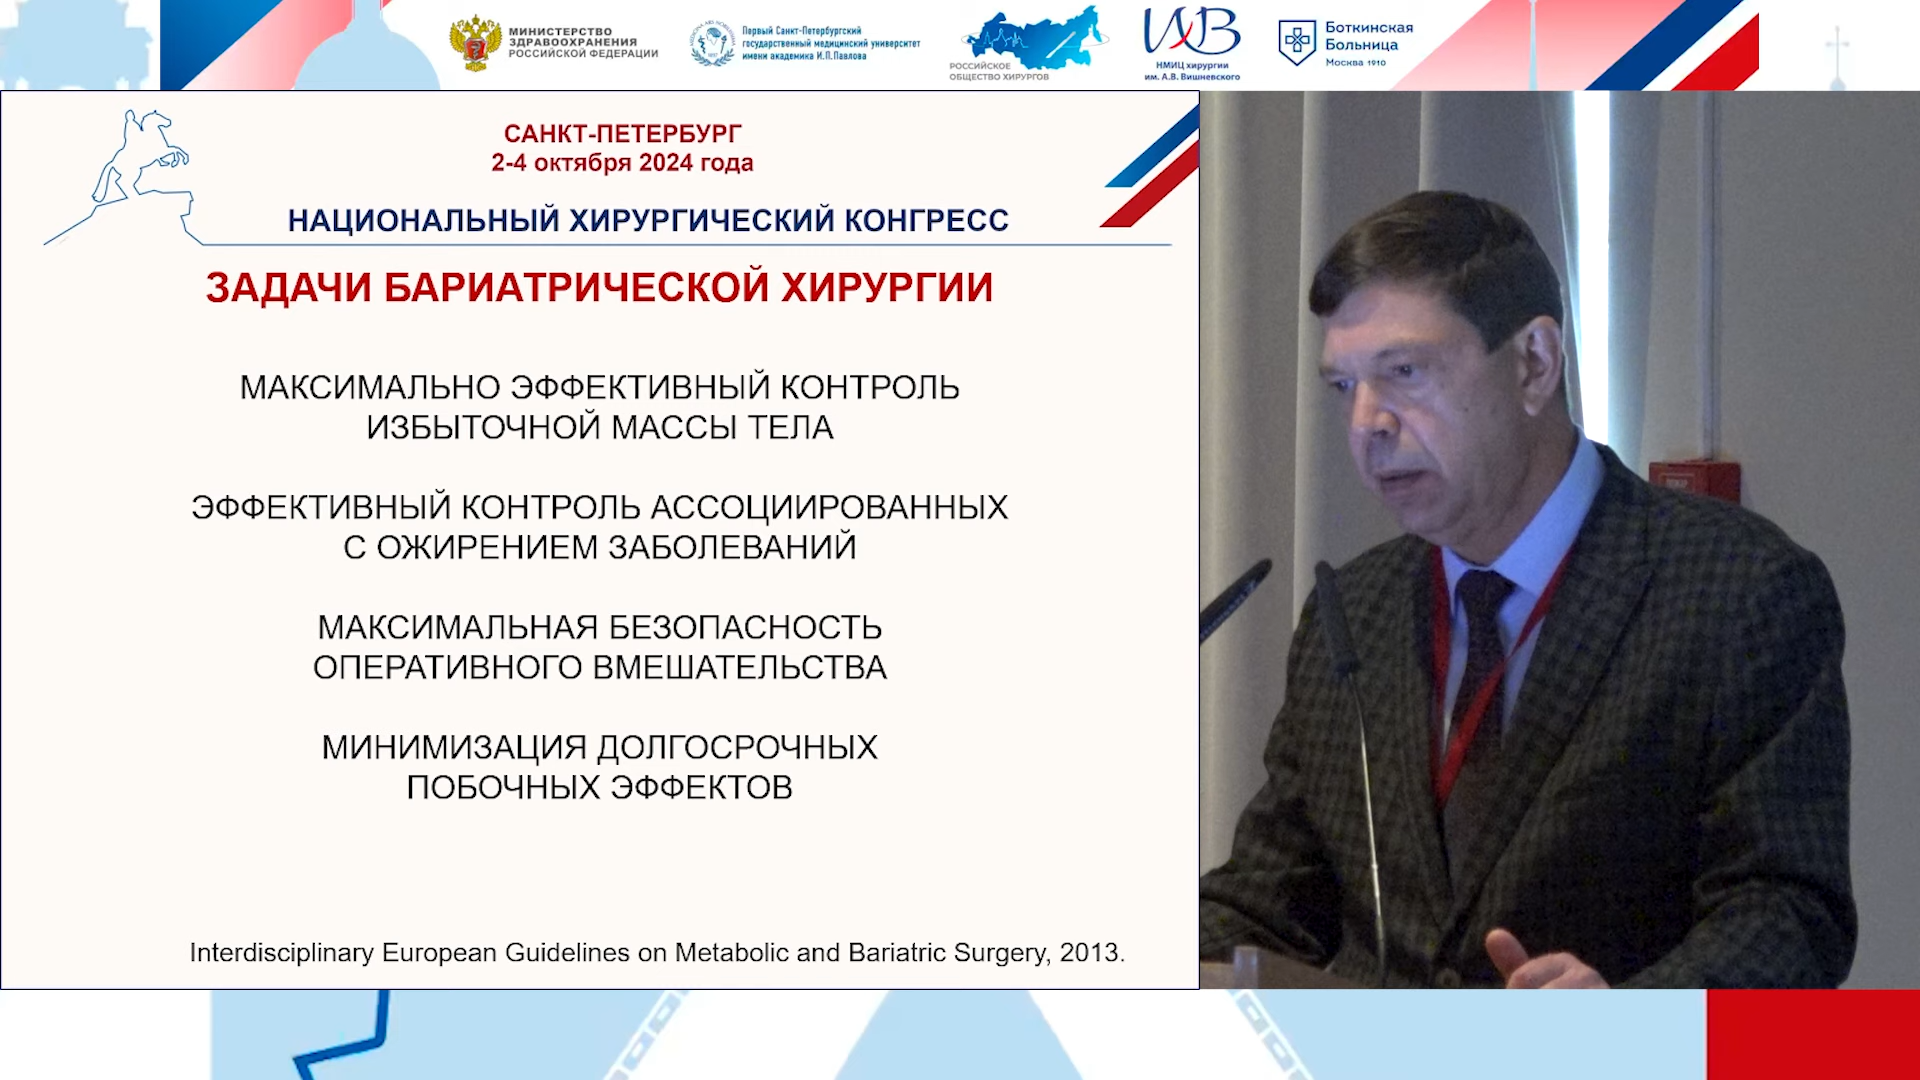 МИНИСТЕРСТВО
ЗДРАВООХРАНЕНИЯ
РОССИЙСКОЙ ФЕДЕРАЦИИ
Первый Санкт-Петербургский
государственный медицинский университет
имени академика И.П.Павлова
1897
РОССИЙСКОЕ
ОБЩЕСТВО ХИРУРГОВ
ИХВ
НМИЦ хирургии
им. А.В. Вишневского
Боткинская
Больница
Москва 1910
САНКТ-ПЕТЕРБУРГ
2-4 октября 2024 года
НАЦИОНАЛЬНЫЙ ХИРУРГИЧЕСКИЙ КОНГРЕСС
ЗАДАЧИ БАРИАТРИЧЕСКОЙ ХИРУРГИИ
МАКСИМАЛЬНО ЭФФЕКТИВНЫЙ КОНТРОЛЬ
ИЗБЫТОЧНОЙ МАССЫ ТЕЛА
ЭФФЕКТИВНЫЙ КОНТРОЛЬ АССОЦИИРОВАННЫХ
С ОЖИРЕНИЕМ ЗАБОЛЕВАНИЙ
МАКСИМАЛЬНАЯ БЕЗОПАСНОСТЬ
ОПЕРАТИВНОГО ВМЕШАТЕЛЬСТВА
МИНИМИЗАЦИЯ ДОЛГОСРОЧНЫХ
ПОБОЧНЫХ ЭФФЕКТОВ
Interdisciplinary European Guidelines on Metabolic and Bariatric Surgery, 2013.